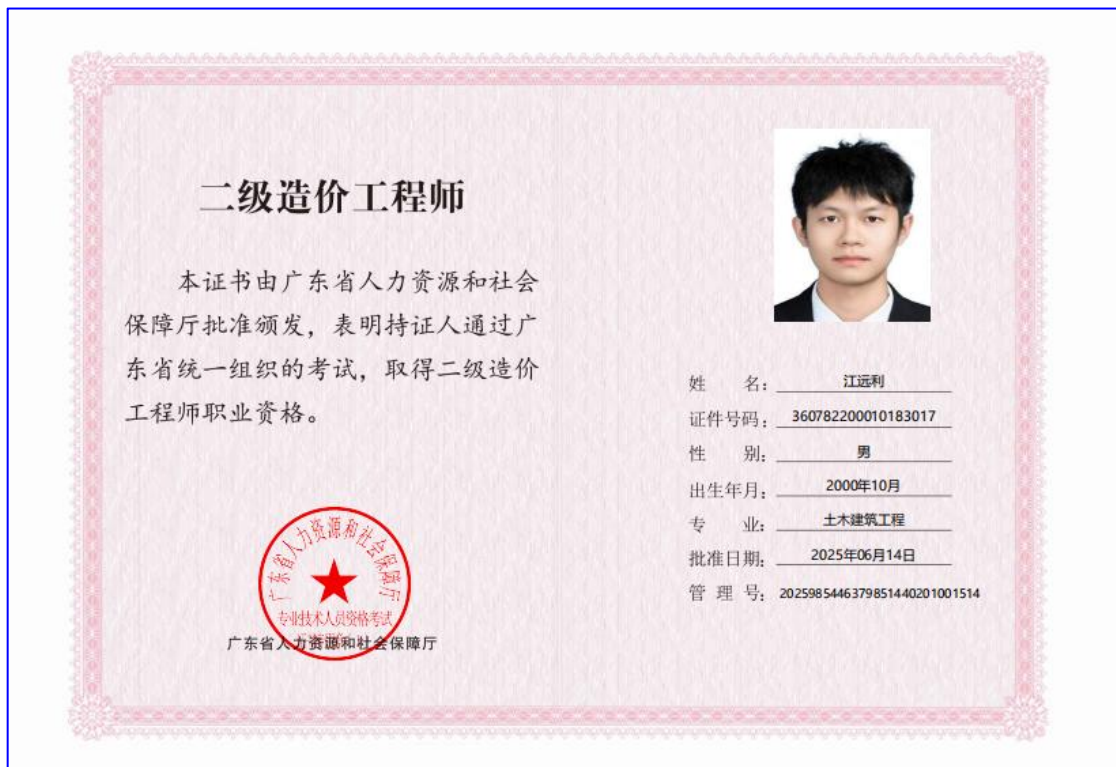 二级造价工程师
本证书由广东省人力资源和社会
保障厅批准颁发，表明持证人通过广
东省统一组织的考试，取得二级造价
工程师职业资格。
广东省人力资源和社会保障厅
专业技术人员资格考试
广东省人力资源和社会保障厅
姓 名：江远利
证件号码：360782200010183017
性 别：男
出生年月：2000年10月
专 业：土木建筑工程
批准日期：2025年06月14日
管 理 号：20259854463798514402010015​14